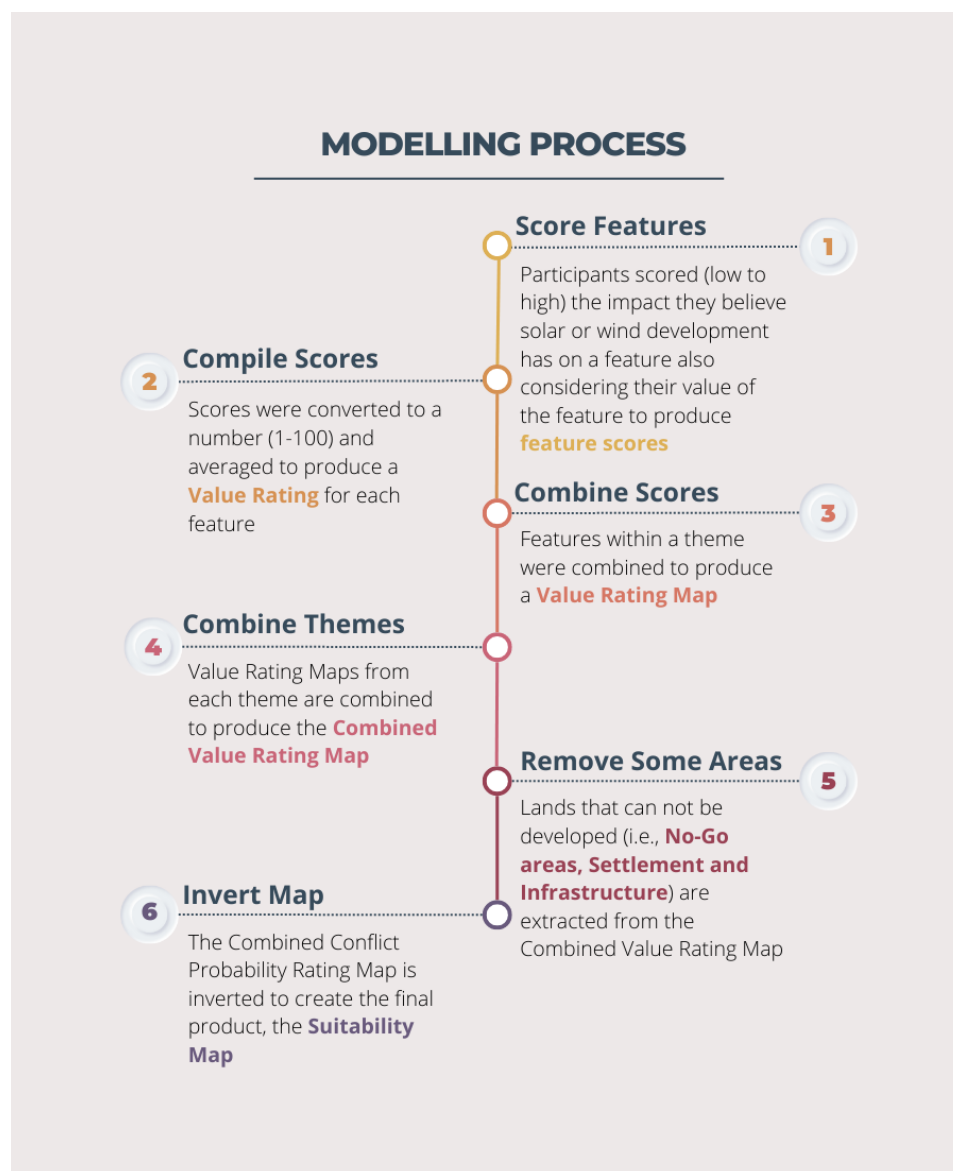 MODELLING PROCESS
Score Features
1
Participants scored (low to
high) the impact they believe
solar or wind development
has on a feature also
considering their value of
the feature to produce
feature scores
Compile Scores
2
Scores were converted to a
number (1-100) and
averaged to produce a
Value Rating for each
feature
Combine Scores
3
Features within a theme
were combined to produce
a Value Rating Map
Combine Themes
4
Value Rating Maps from
each theme are combined
to produce the Combined
Value Rating Map
Remove Some Areas
5
Lands that can not be
developed (i.e., No-Go
areas, Settlement and
Infrastructure) are
extracted from the
Combined Value Rating Map
Invert Map
6
The Combined Conflict
Probability Rating Map is
inverted to create the final
product, the Suitability
Map